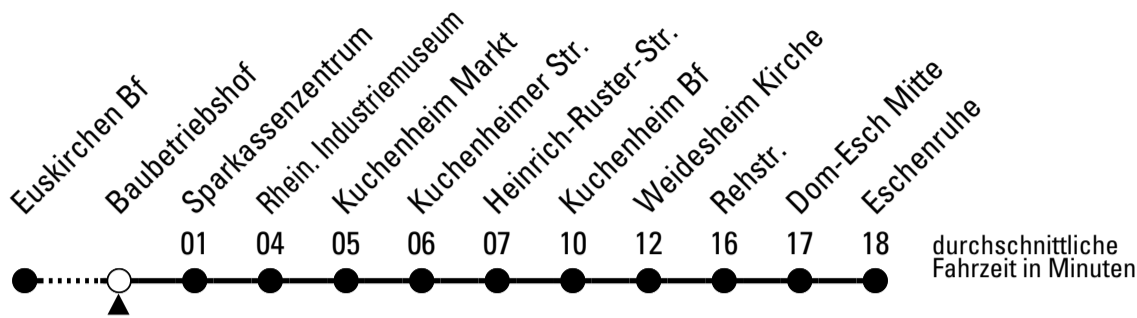 Euskirchen Bf
Baubetriebshof
Sparkassenzentrum
Rhein. Industriemuseum
Kuchenheim Markt
Kuchenheimer Str.
Heinrich-Ruster-Str.
Kuchenheim Bf
Weidesheim Kirche
Rehstr.
Dom-Esch Mitte
Eschenruhe
01 04 05 06 07 10 12 16 17 18
durchschnittliche
Fahrzeit in Minuten